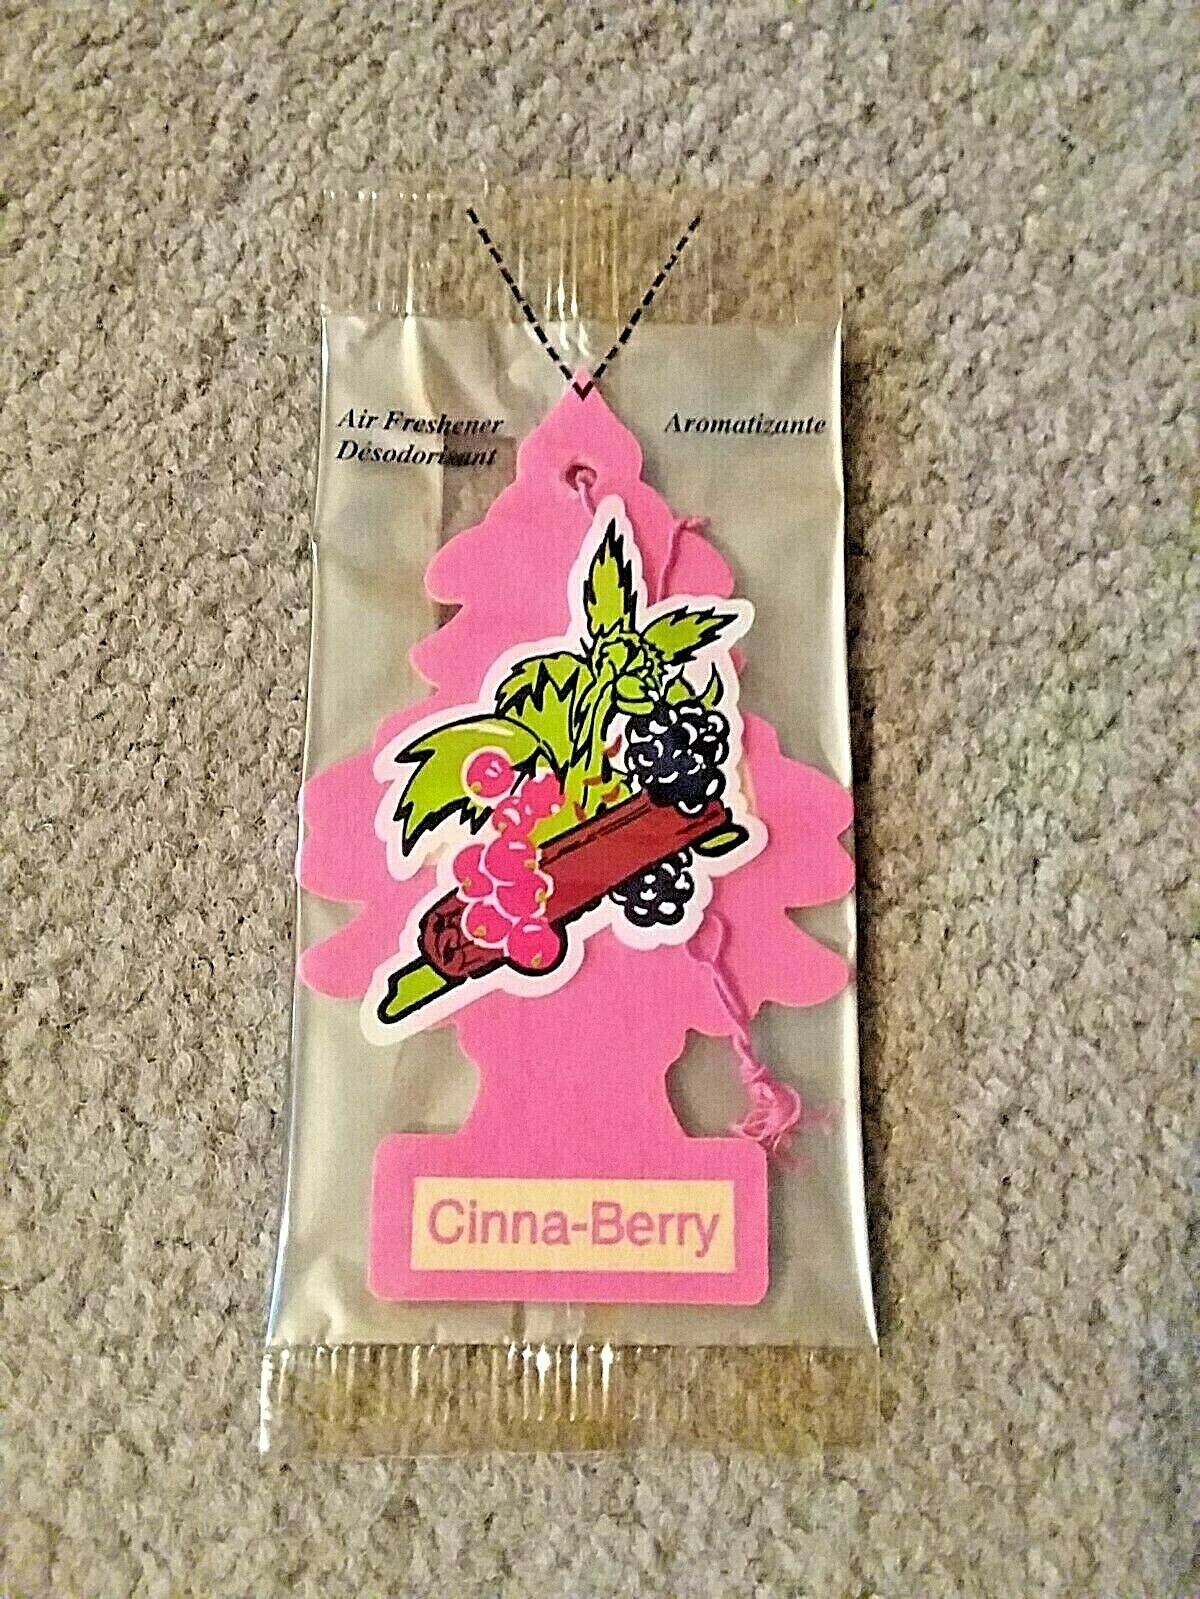 Air Freshener
Désodorisant
Aromatizante
Cinna-Berry